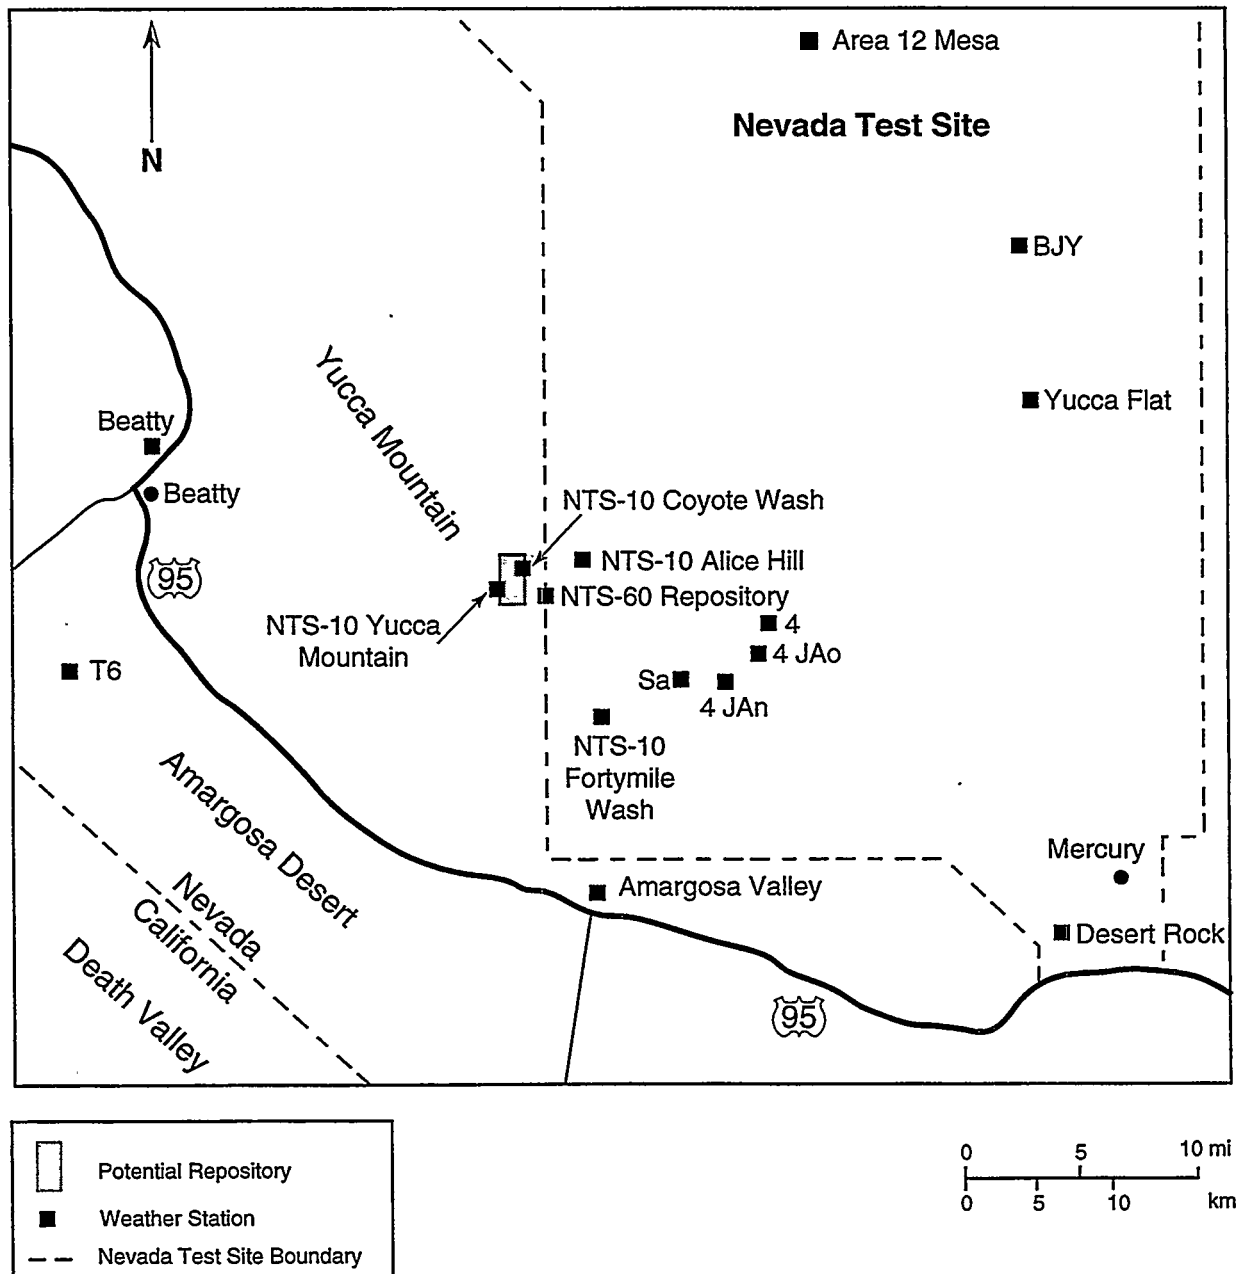 Area 12 Mesa
Nevada Test Site
N
BJY
Yucca Mountain
Yucca Flat
Beatty
Beatty
NTS-10 Coyote Wash
NTS-10 Alice Hill
95
NTS-60 Repository
NTS-10 Yucca
Mountain
4
4 JAo
T6
Sa
4 JAn
NTS-10
Fortymile
Wash
Amargosa Desert
Mercury
Nevada
California
Amargosa Valley
Desert Rock
Death Valley
95
0 5 10 mi
0 5 10 km
Potential Repository
Weather Station
Nevada Test Site Boundary